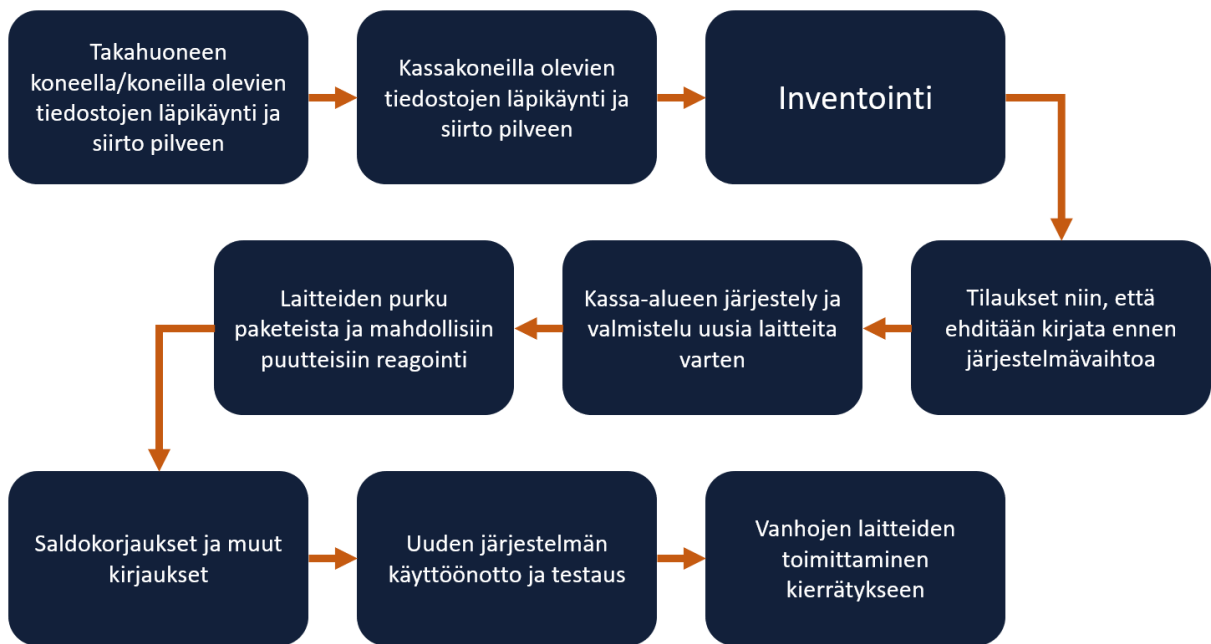 Takahuoneen
koneella/koneilla olevien
tiedostojen läpikäynti ja
siirto pilveen
Kassakoneilla olevien
tiedostojen läpikäynti ja
siirto pilveen
Inventointi
Tilaukset niin, että
ehditään kirjata ennen
järjestelmävaihtoa
Kassa-alueen järjestely ja
valmistelu uusia laitteita
varten
Laitteiden purku
paketeista ja mahdollisiin
puutteisiin reagointi
Saldokorjaukset ja muut
kirjaukset
Uuden järjestelmän
käyttöönotto ja testaus
Vanhojen laitteiden
toimittaminen
kierrätykseen